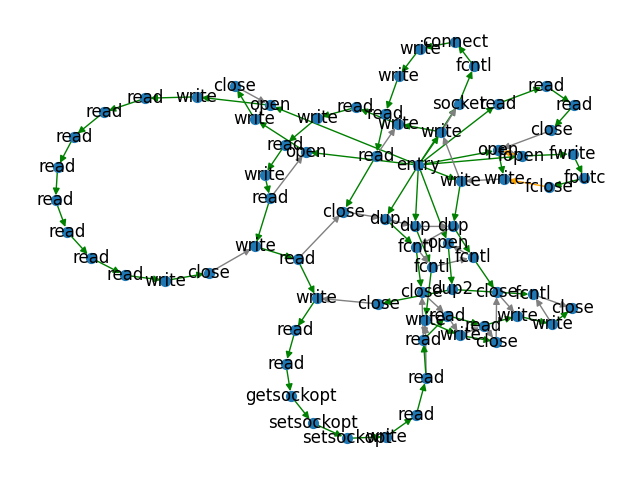 connect
write
fcntl
write
close
read
read
write
open
socket
read
read
read
read
write
write
read
write
write
close
read
read
open
open
fopen
fwrite
read
entry
read
write
write
write
fclose
fputc
read
read
close
dup
dup
dup
read
write
fcntl
open
read
read
fcntl
fcntl
read
write
close
close
dup2
close
fcntl
write
close
close
write
read
read
write
write
read
write
read
close
read
read
getsockopt
read
setsockopt
setsockopt
write